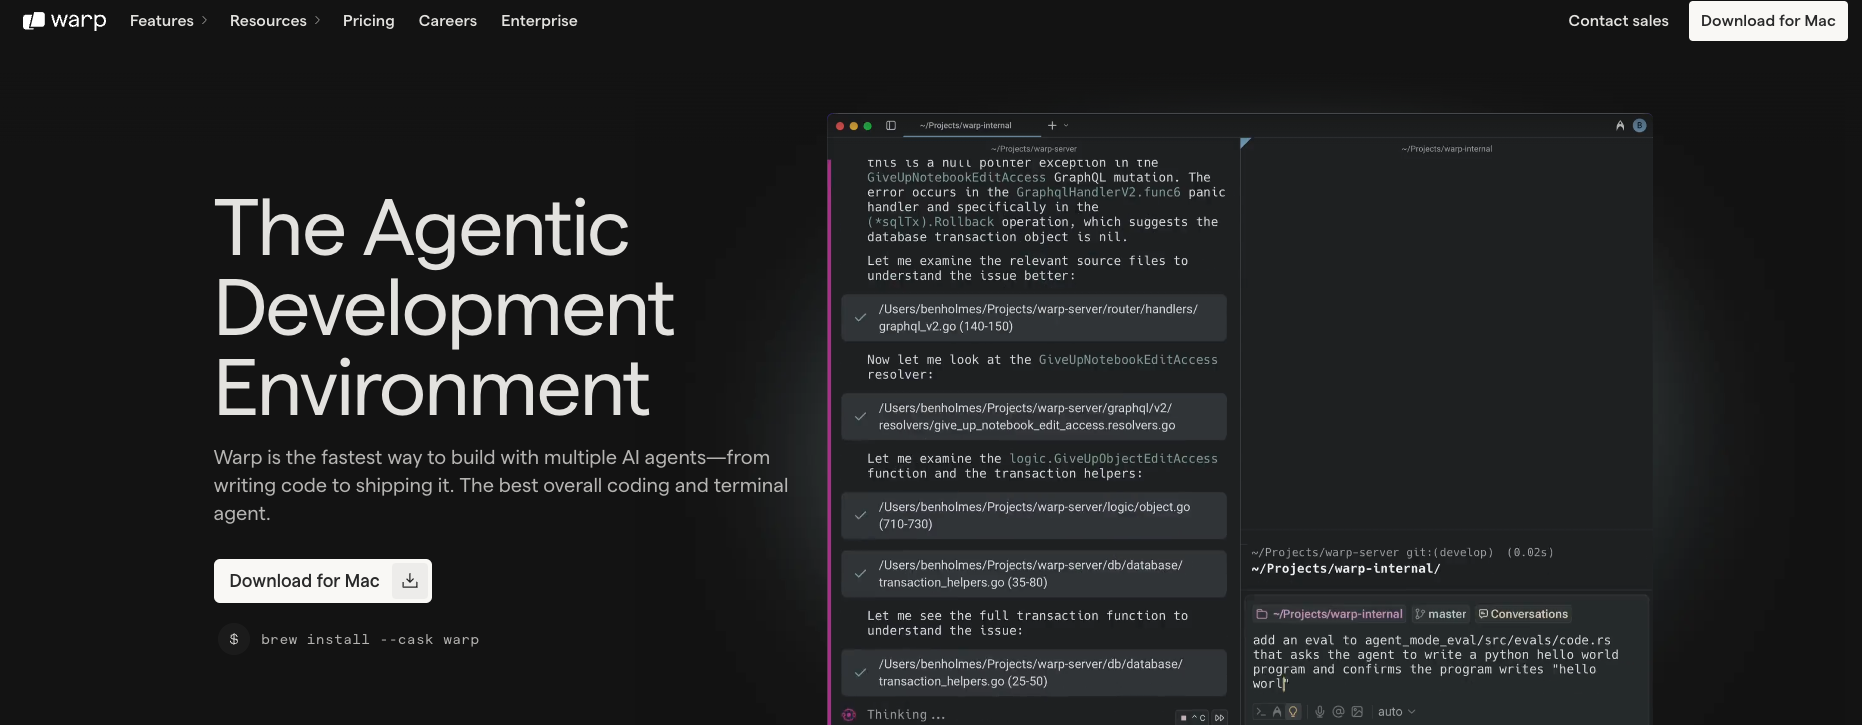 warp
Features
Resources
Pricing
Careers
Enterprise
Contact sales
Download for Mac
The Agentic
Development
Environment
Warp is the fastest way to build with multiple AI agents—from
writing code to shipping it. The best overall coding and terminal
agent.
Download for Mac
$ brew install --cask warp
~/Projects/warp-internal
B
~/Projects/warp-server
this is a null pointer exception in the
GiveUpNotebookEditAccess GraphQL mutation. The
error occurs in the GraphqlHandlerV2.func6 panic
handler and specifically in the
(*sqlTx).Rollback operation, which suggests the
database transaction object is nil.
Let me examine the relevant source files to
understand the issue better:
/Users/benholmes/Projects/warp-server/router/handlers/
graphql_v2.go (140-150)
Now let me look at the GiveUpNotebookEditAccess
resolver:
/Users/benholmes/Projects/warp-server/graphql/v2/
resolvers/give_up_notebook_edit_access.resolvers.go
Let me examine the logic.GiveUpObjectEditAccess
function and the transaction helpers:
/Users/benholmes/Projects/warp-server/logic/object.go
(710-730)
/Users/benholmes/Projects/warp-server/db/database/
transaction_helpers.go (35-80)
Let me see the full transaction function to
understand the issue:
/Users/benholmes/Projects/warp-server/db/database/
transaction_helpers.go (25-50)
Thinking...
^C
~/Projects/warp-internal
~/Projects/warp-server git:(develop) (0.02s)
~/Projects/warp-internal/
~/Projects/warp-internal
master
Conversations
add an eval to agent_mode_eval/src/evals/code.rs
that asks the agent to write a python hello world
program and confirms the program writes "hello
worl"
auto